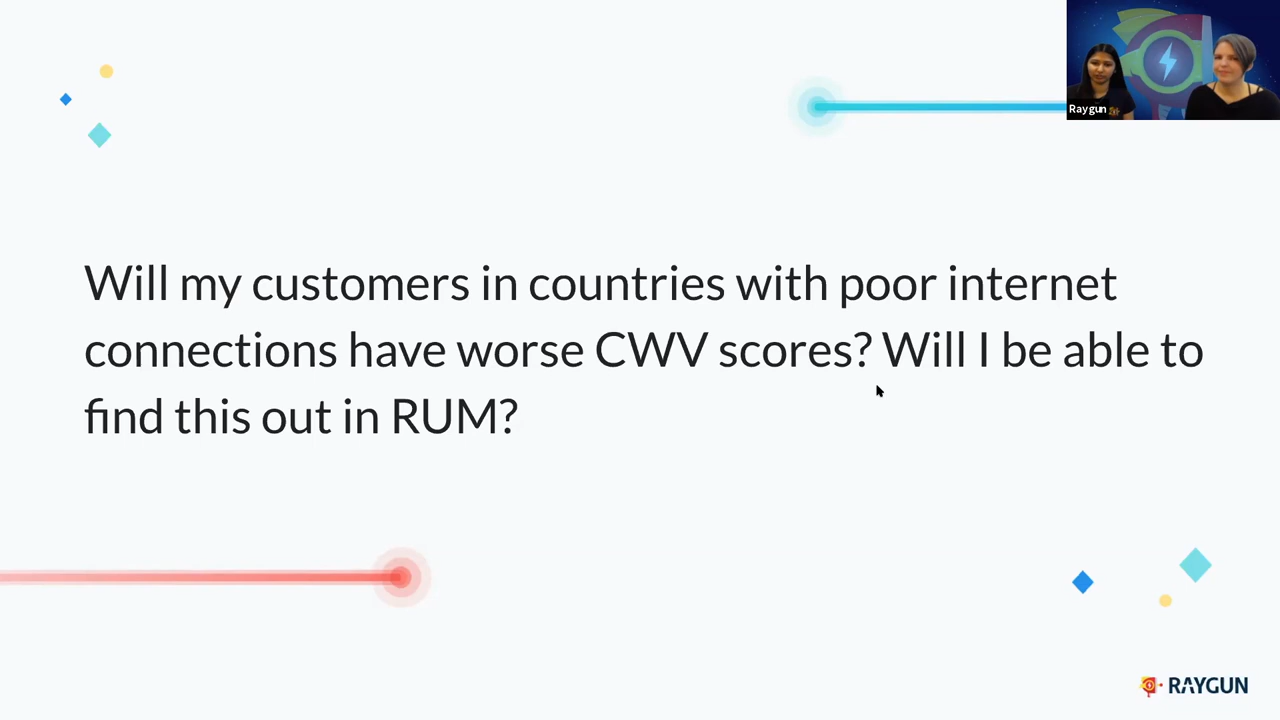 Raygun
Will my customers in countries with poor internet
connections have worse CWV scores? Will I be able to
find this out in RUM?
RAYGUN